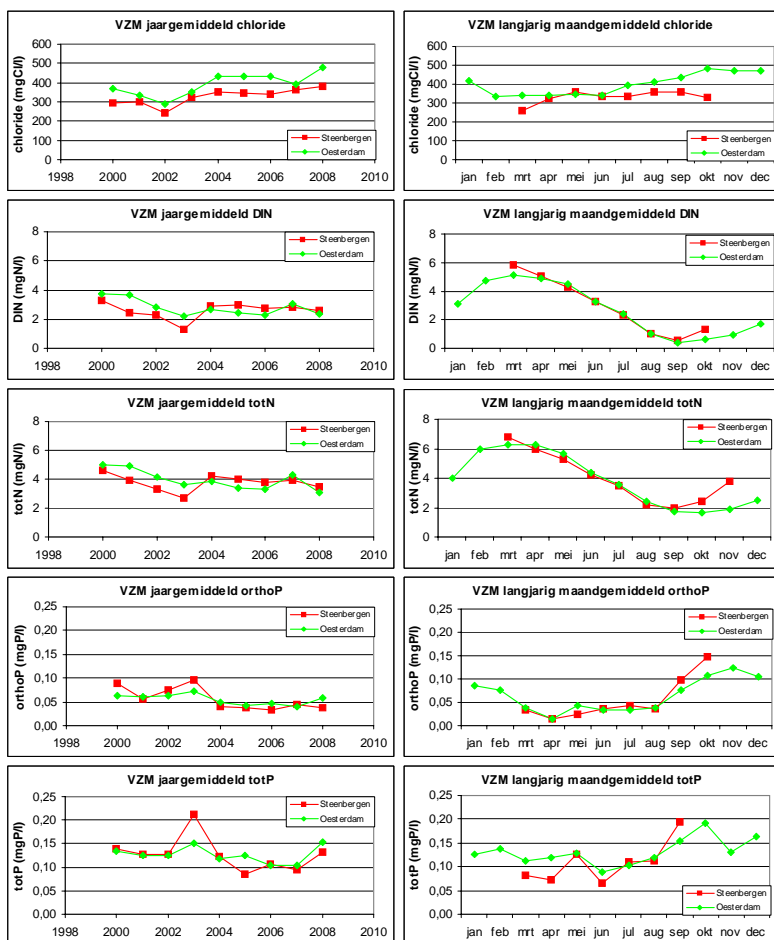 VZM jaargemiddeld chloride
chloride (mgCl/l)
600
500
400
300
200
100
0
1998 2000 2002 2004 2006 2008 2010
Steenbergen
Oesterdam
VZM langjarig maandgemiddeld chloride
chloride (mgCl/l)
600
500
400
300
200
100
0
jan feb mrt apr mei jun jul aug sep okt nov dec
Steenbergen
Oesterdam
VZM jaargemiddeld DIN
DIN (mgN/l)
8
6
4
2
0
1998 2000 2002 2004 2006 2008 2010
Steenbergen
Oesterdam
VZM langjarig maandgemiddeld DIN
DIN (mgN/l)
8
6
4
2
0
jan feb mrt apr mei jun jul aug sep okt nov dec
Steenbergen
Oesterdam
VZM jaargemiddeld totN
totN (mgN/l)
8
6
4
2
0
1998 2000 2002 2004 2006 2008 2010
Steenbergen
Oesterdam
VZM langjarig maandgemiddeld totN
totN (mgN/l)
8
6
4
2
0
jan feb mrt apr mei jun jul aug sep okt nov dec
Steenbergen
Oesterdam
VZM jaargemiddeld orthoP
orthoP (mgP/l)
0,25
0,20
0,15
0,10
0,05
0,00
1998 2000 2002 2004 2006 2008 2010
Steenbergen
Oesterdam
VZM langjarig maandgemiddeld orthoP
orthoP (mgP/l)
0,25
0,20
0,15
0,10
0,05
0,00
jan feb mrt apr mei jun jul aug sep okt nov dec
Steenbergen
Oesterdam
VZM jaargemiddeld totP
totP (mgP/l)
0,25
0,20
0,15
0,10
0,05
0,00
1998 2000 2002 2004 2006 2008 2010
Steenbergen
Oesterdam
VZM langjarig maandgemiddeld totP
totP (mgP/l)
0,25
0,20
0,15
0,10
0,05
0,00
jan feb mrt apr mei jun jul aug sep okt nov dec
Steenbergen
Oesterdam